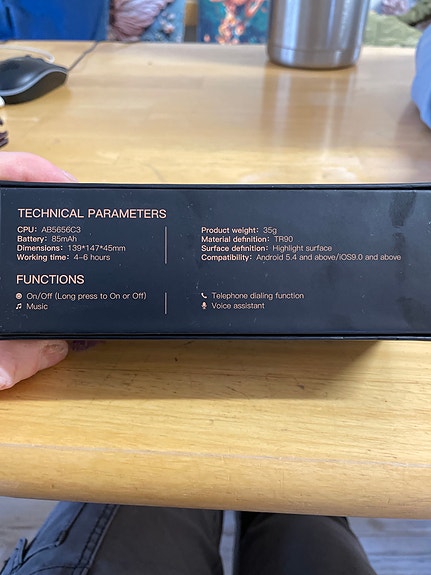 TECHNICAL PARAMETERS
CPU: AB5656C3
Battery: 85mAh
Dimensions: 139*147*45mm
Working time: 4-6 hours
Product weight: 35g
Material definition: TR90
Surface definition: Highlight surface
Compatibility: Android 5.4 and above/iOS9.0 and above
FUNCTIONS
On/Off (Long press to On or Off)
Music
Telephone dialing function
Voice assistant